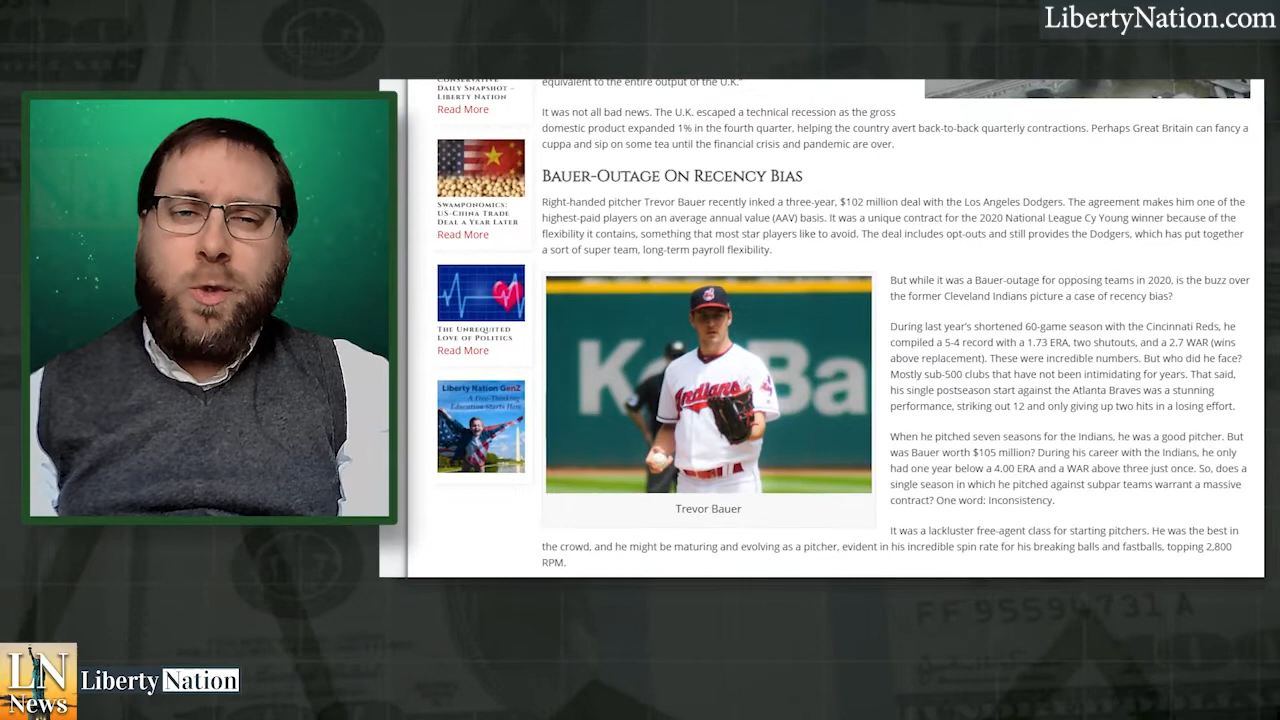 LibertyNation.com
Conservative
Daily Snapshot –
Liberty Nation
Read More
Swamponomics:
US-China Trade
Deal a Year Later
Read More
The Unrequited
Love of Politics
Read More
Liberty Nation GenZ
A Free-Thinking
Education Starts Here
equivalent to the entire output of the U.K."
It was not all bad news. The U.K. escaped a technical recession as the gross
domestic product expanded 1% in the fourth quarter, helping the country avert back-to-back quarterly contractions. Perhaps Great Britain can fancy a
cuppa and sip on some tea until the financial crisis and pandemic are over.
Bauer-Outage On Recency Bias
Right-handed pitcher Trevor Bauer recently inked a three-year, $102 million deal with the Los Angeles Dodgers. The agreement makes him one of the
highest-paid players on an average annual value (AAV) basis. It was a unique contract for the 2020 National League Cy Young winner because of the
flexibility it contains, something that most star players like to avoid. The deal includes opt-outs and still provides the Dodgers, which has put together
a sort of super team, long-term payroll flexibility.
Ke Ba
Indians
Trevor Bauer
But while it was a Bauer-outage for opposing teams in 2020, is the buzz over
the former Cleveland Indians picture a case of recency bias?
During last year's shortened 60-game season with the Cincinnati Reds, he
compiled a 5-4 record with a 1.73 ERA, two shutouts, and a 2.7 WAR (wins
above replacement). These were incredible numbers. But who did he face?
Mostly sub-500 clubs that have not been intimidating for years. That said,
his single postseason start against the Atlanta Braves was a stunning
performance, striking out 12 and only giving up two hits in a losing effort.
When he pitched seven seasons for the Indians, he was a good pitcher. But
was Bauer worth $105 million? During his career with the Indians, he only
had one year below a 4.00 ERA and a WAR above three just once. So, does a
single season in which he pitched against subpar teams warrant a massive
contract? One word: Inconsistency.
It was a lackluster free-agent class for starting pitchers. He was the best in
the crowd, and he might be maturing and evolving as a pitcher, evident in his incredible spin rate for his breaking balls and fastballs, topping 2,800
RPM.
LN
News
Liberty Nation